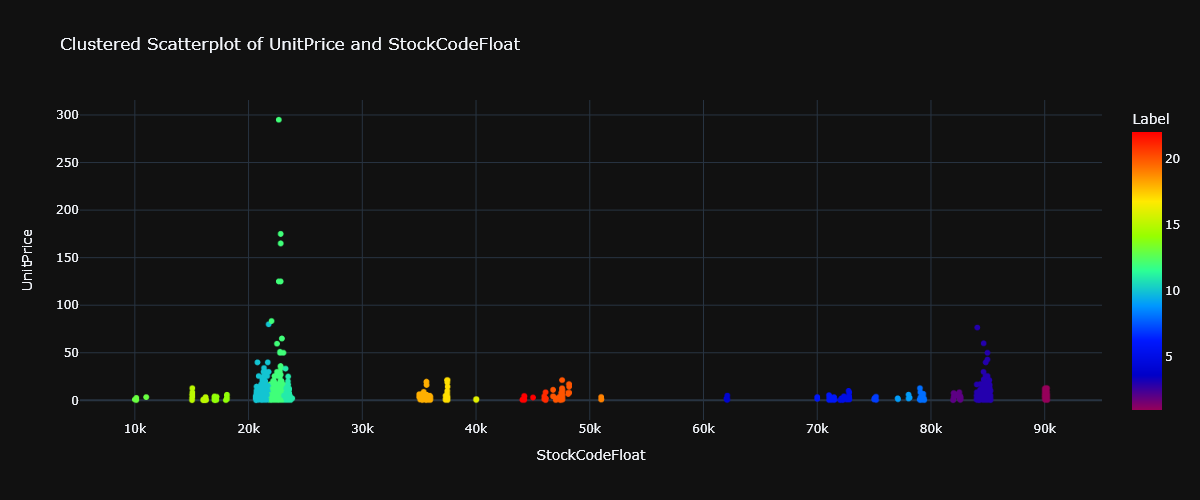 Clustered Scatterplot of UnitPrice and StockCodeFloat
Label
300
250
200
150
100
50
0
UnitPrice
10k 20k 30k 40k 50k 60k 70k 80k 90k
StockCodeFloat
20
15
10
5